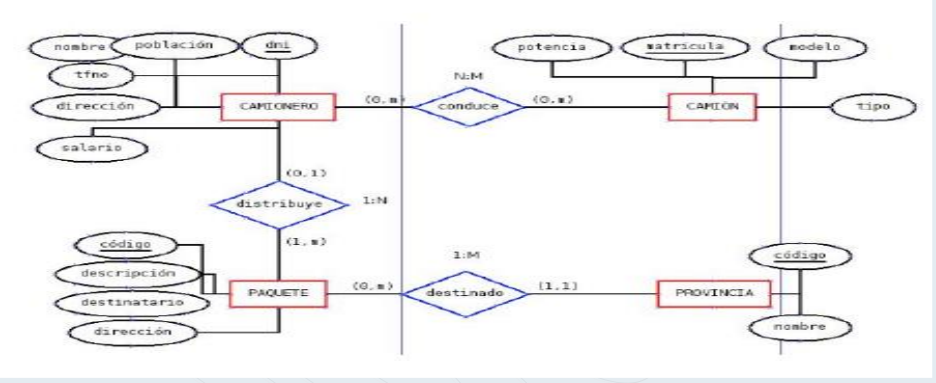 nombre población dni potencia matrícula modelo
tfno N:M
dirección CAMIONERO (0,m) conduce (0,m) CAMIÓN tipo
salario
(0,1)
distribuye 1:N
(1,m)
código 1:M código
descripción
PAQUETE (0,m) destinado (1,1) PROVINCIA
destinatario
dirección nombre